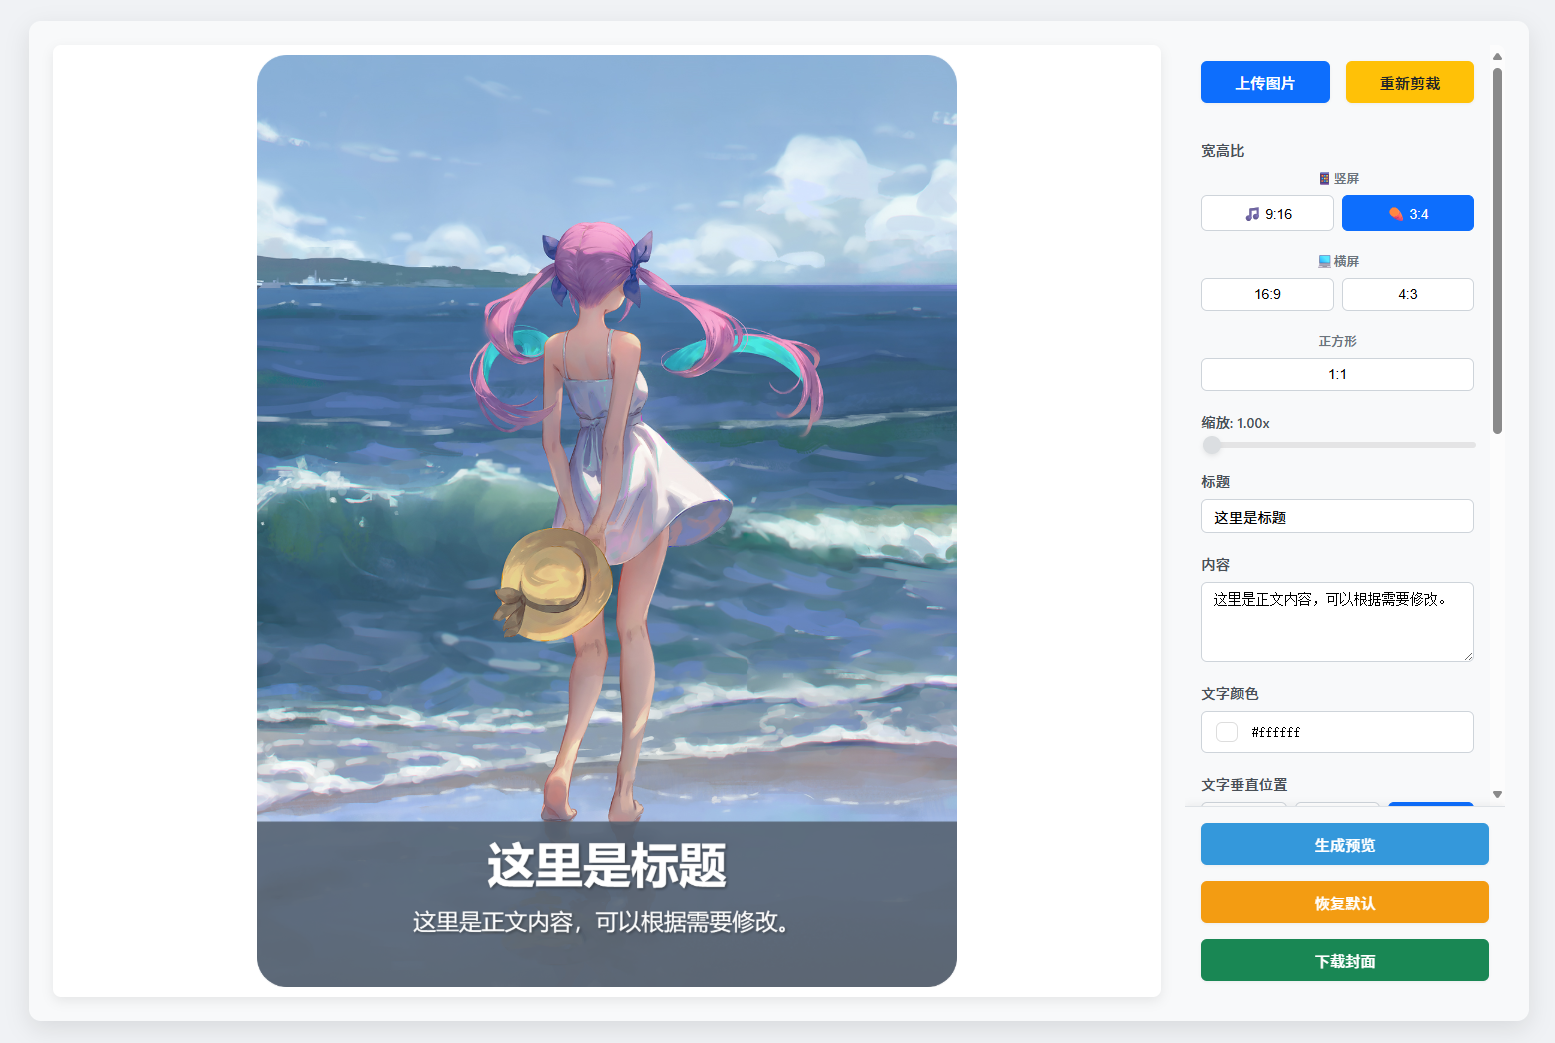 这里是标题
这里是正文内容，可以根据需要修改。
上传图片
重新剪裁
宽高比
竖屏
9:16
3:4
横屏
16:9
4:3
正方形
1:1
缩放: 1.00x
标题
这里是标题
内容
这里是正文内容，可以根据需要修改。
文字颜色
#ffffff
文字垂直位置
生成预览
恢复默认
下载封面